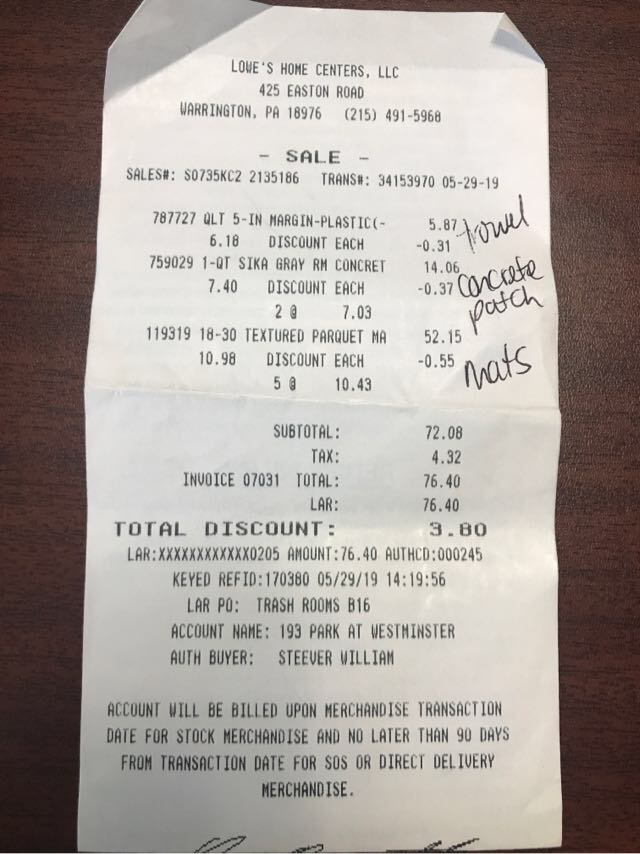 LOWE'S HOME CENTERS, LLC
425 EASTON ROAD
WARRINGTON, PA 18976 (215) 491-5968
- SALE -
SALES#: S0735KC2 2135186 TRANS#: 34153970 05-29-19
787727 QLT 5-IN MARGIN-PLASTIC(- 5.87 trowel
6.18 DISCOUNT EACH -0.31
759029 1-QT SIKA GRAY RM CONCRET 14.06
7.40 DISCOUNT EACH -0.37 Concrete
2 @ 7.03 patch
119319 18-30 TEXTURED PARQUET MA 52.15
10.98 DISCOUNT EACH -0.55 mats
5 @ 10.43
SUBTOTAL: 72.08
TAX: 4.32
INVOICE 07031 TOTAL: 76.40
LAR: 76.40
TOTAL DISCOUNT: 3.80
LAR:XXXXXXXXXXXX0205 AMOUNT:76.40 AUTHCD:000245
KEYED REFID:170380 05/29/19 14:19:56
LAR PO: TRASH ROOMS B16
ACCOUNT NAME: 193 PARK AT WESTMINSTER
AUTH BUYER: STEEVER WILLIAM
ACCOUNT WILL BE BILLED UPON MERCHANDISE TRANSACTION
DATE FOR STOCK MERCHANDISE AND NO LATER THAN 90 DAYS
FROM TRANSACTION DATE FOR SOS OR DIRECT DELIVERY
MERCHANDISE.